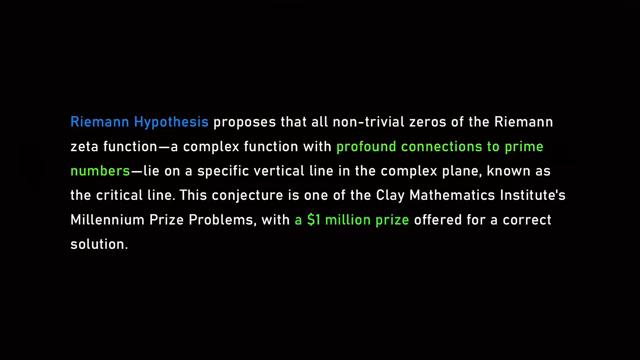 Riemann Hypothesis proposes that all non-trivial zeros of the Riemann
zeta function—a complex function with profound connections to prime
numbers—lie on a specific vertical line in the complex plane, known as
the critical line. This conjecture is one of the Clay Mathematics Institute's
Millennium Prize Problems, with a $1 million prize offered for a correct
solution.